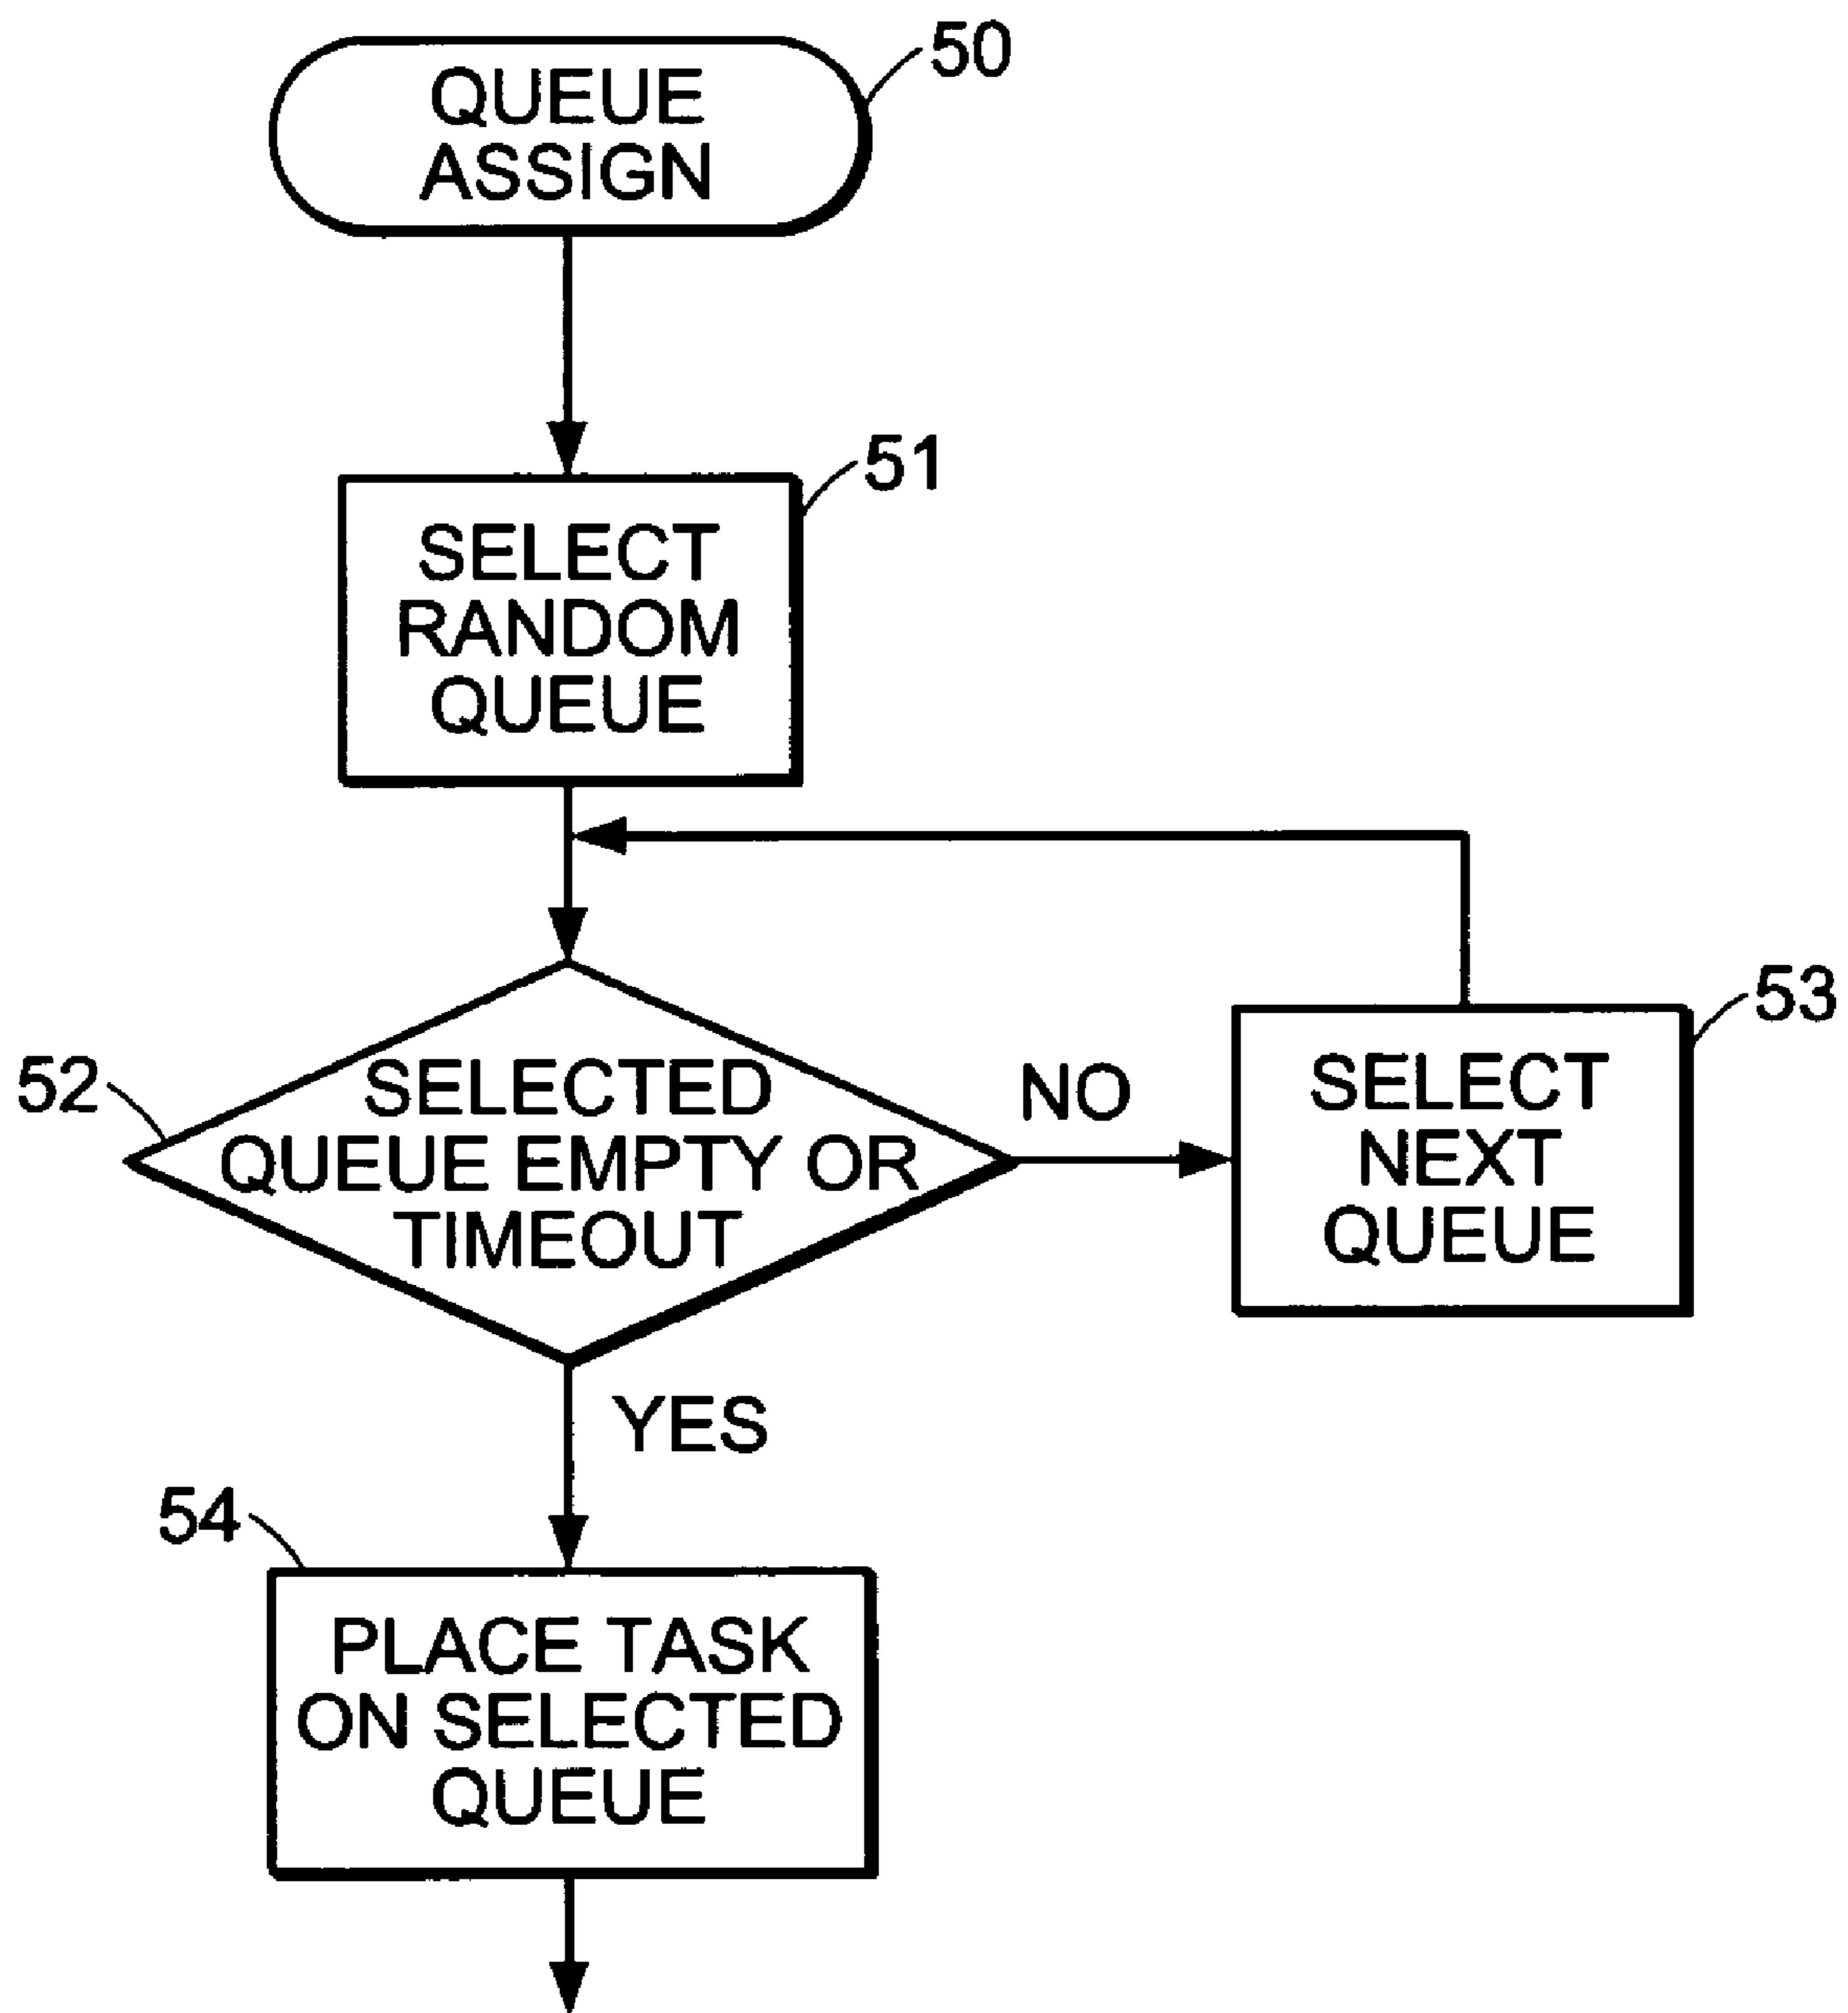 QUEUE
ASSIGN
50
51
SELECT
RANDOM
QUEUE
52
SELECTED
QUEUE EMPTY OR
TIMEOUT
NO
53
SELECT
NEXT
QUEUE
YES
54
PLACE TASK
ON SELECTED
QUEUE